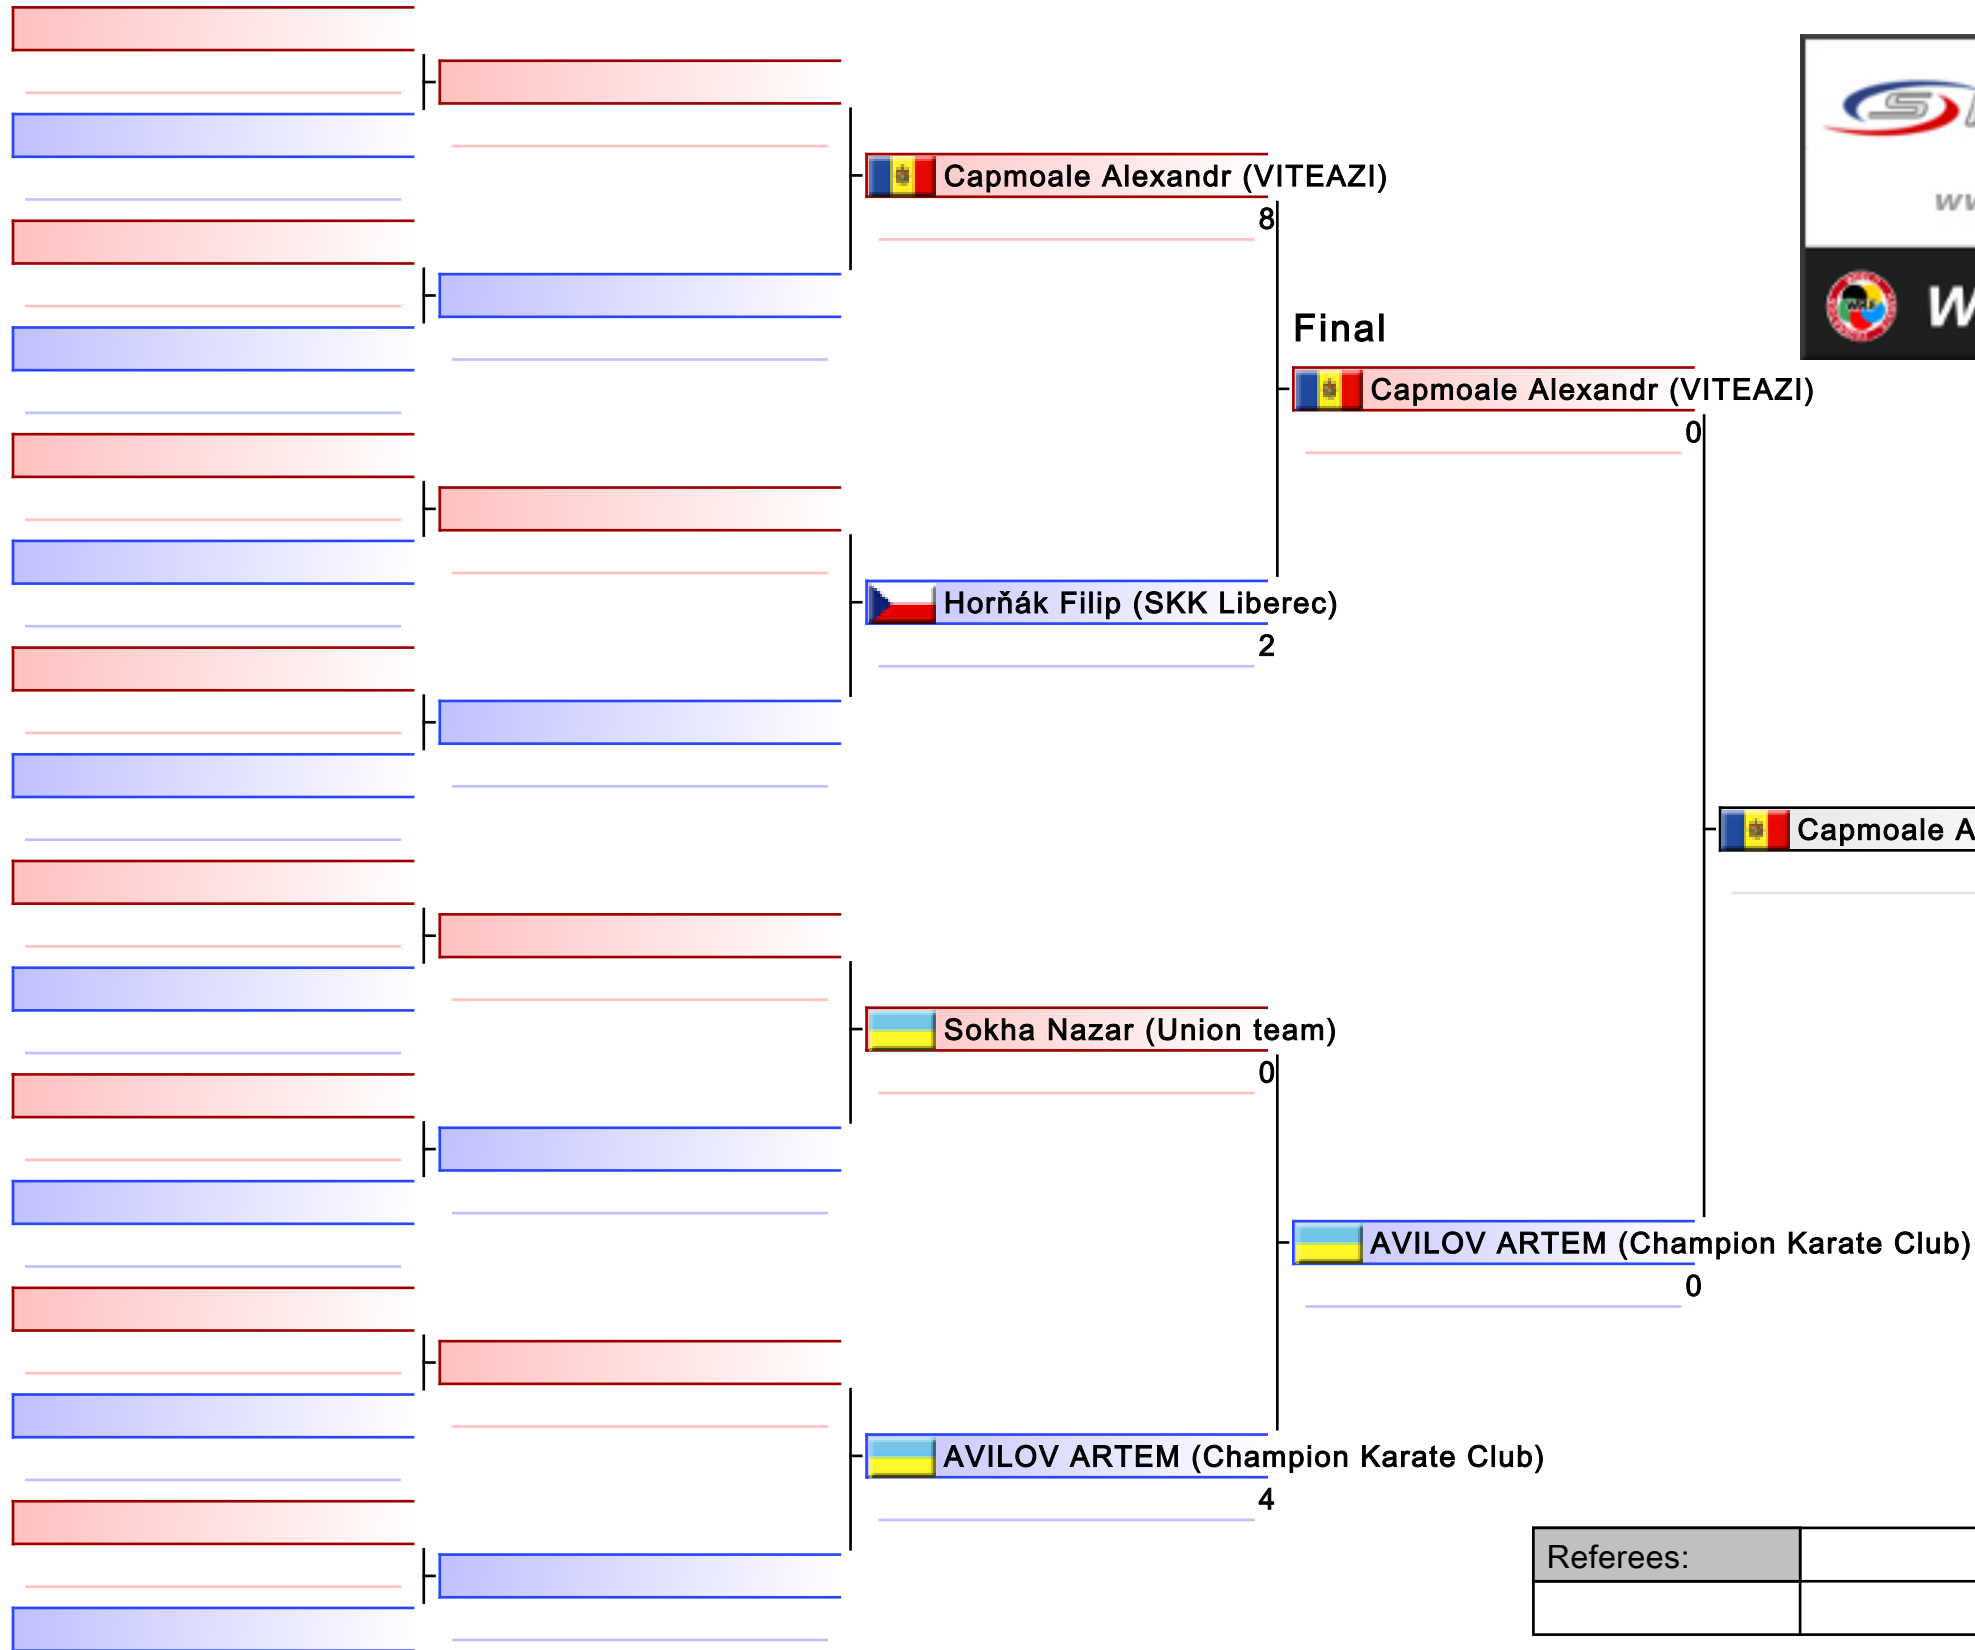 Capmoale Alexandr (VITEAZI)
8
Final
Capmoale Alexandr (VITEAZI)
0
Horňák Filip (SKK Liberec)
2
Capmoale A
Sokha Nazar (Union team)
0
AVILOV ARTEM (Champion Karate Club)
0
AVILOV ARTEM (Champion Karate Club)
4
Referees: